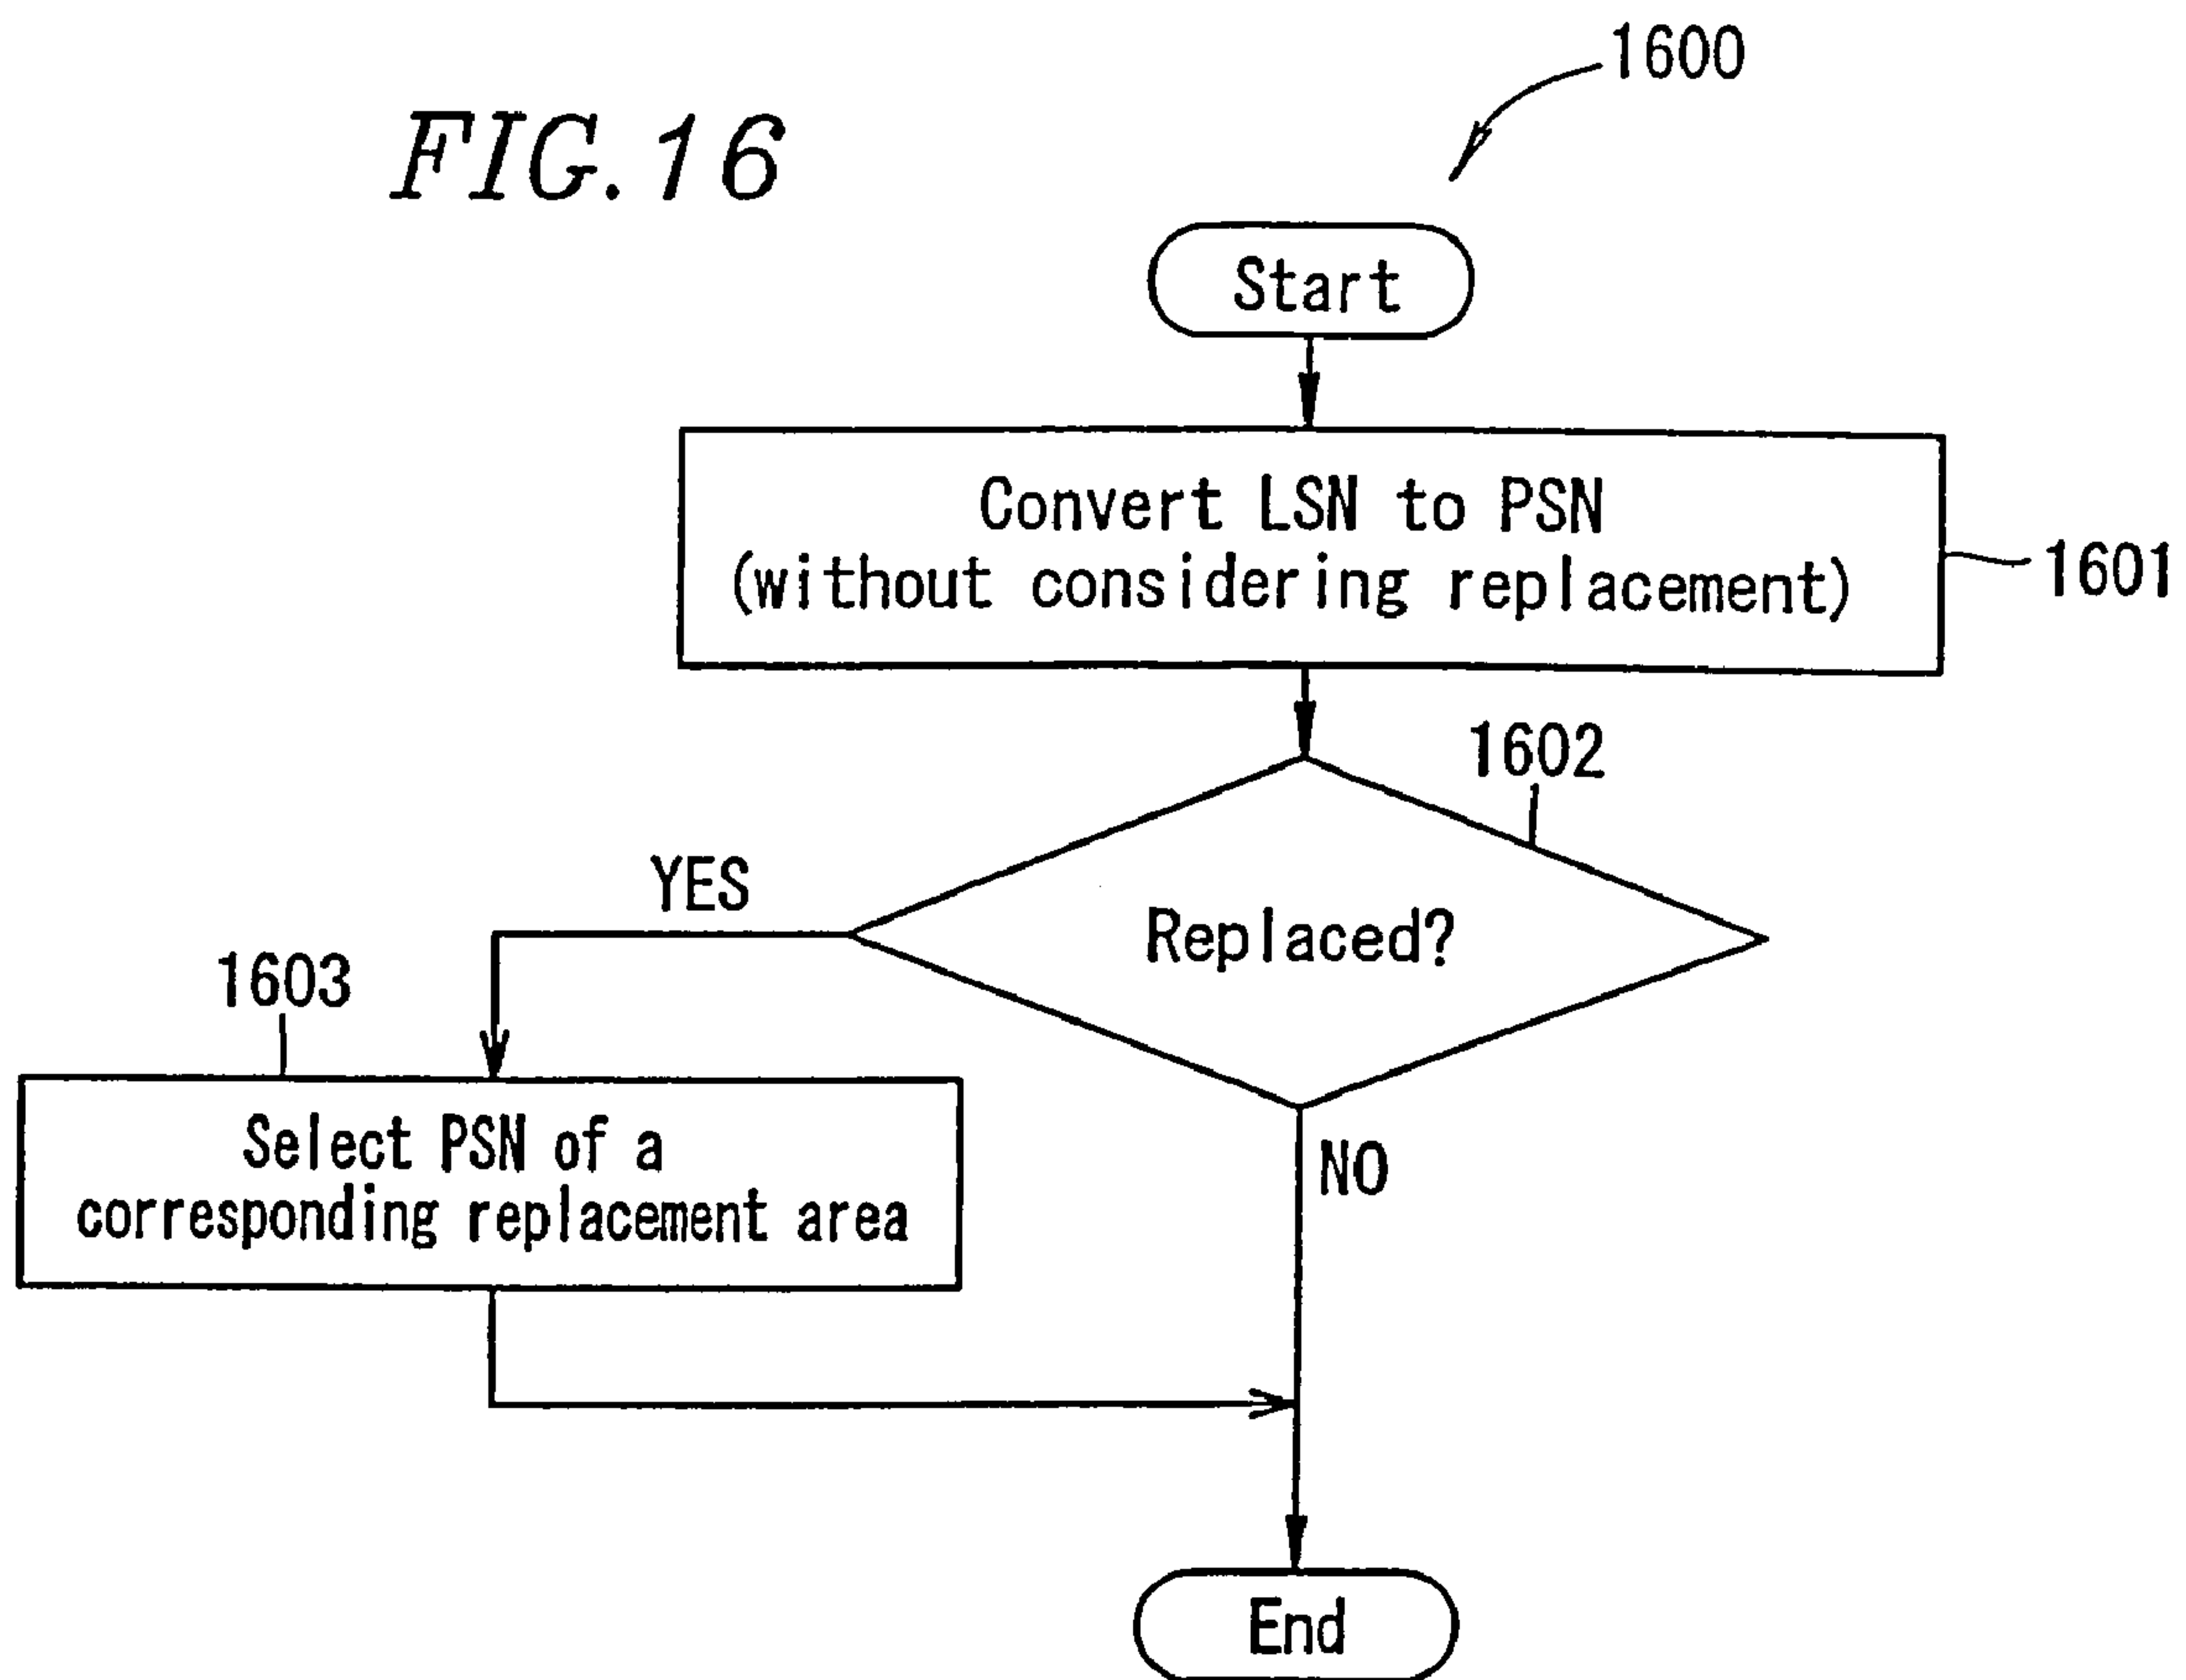 1600
FIG.16
Start
Convert LSN to PSN
(without considering replacement)
1601
1602
YES
Replaced?
1603
Select PSN of a
corresponding replacement area
NO
End